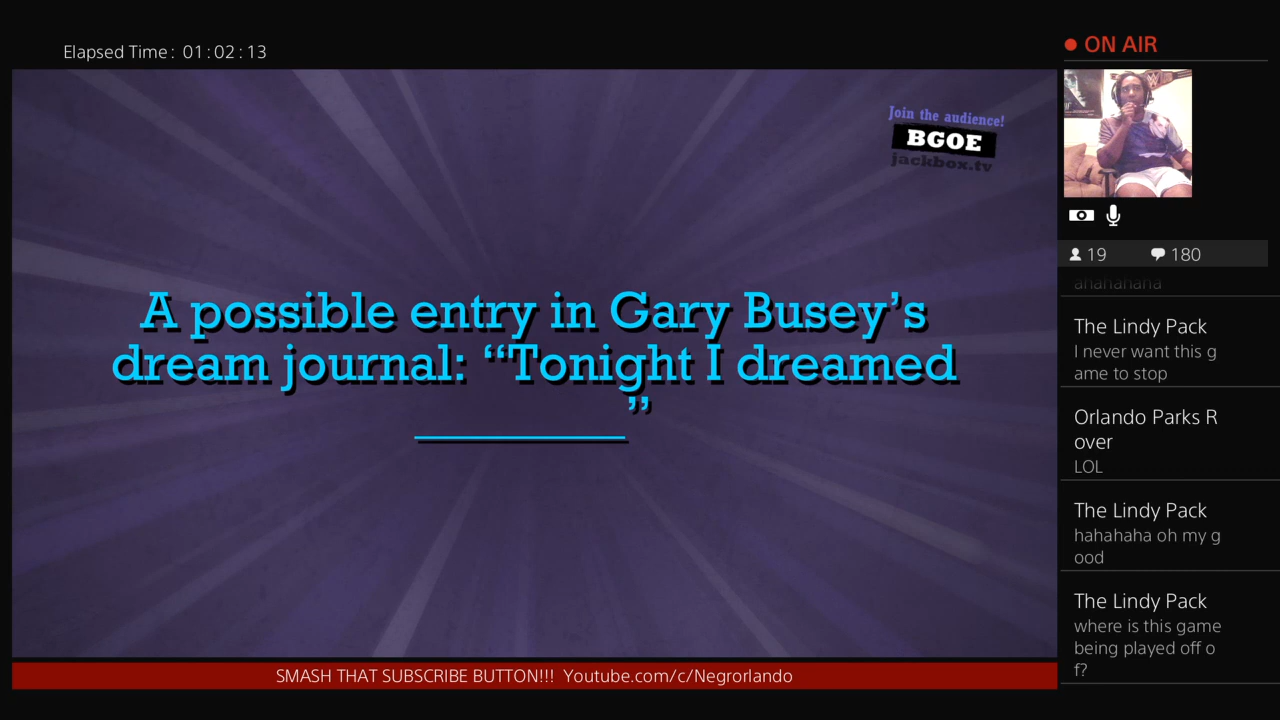 Elapsed Time: 01:02:13
ON AIR
Join the audience!
BGOE
jackbox.tv
A possible entry in Gary Busey’s
dream journal: “Tonight I dreamed
__________”
19
180
ahahahana
The Lindy Pack
I never want this g
ame to stop
Orlando Parks R
over
LOL
The Lindy Pack
hahahaha oh my g
ood
The Lindy Pack
where is this game
being played off o
f?
SMASH THAT SUBSCRIBE BUTTON!!! Youtube.com/c/Negrorlando